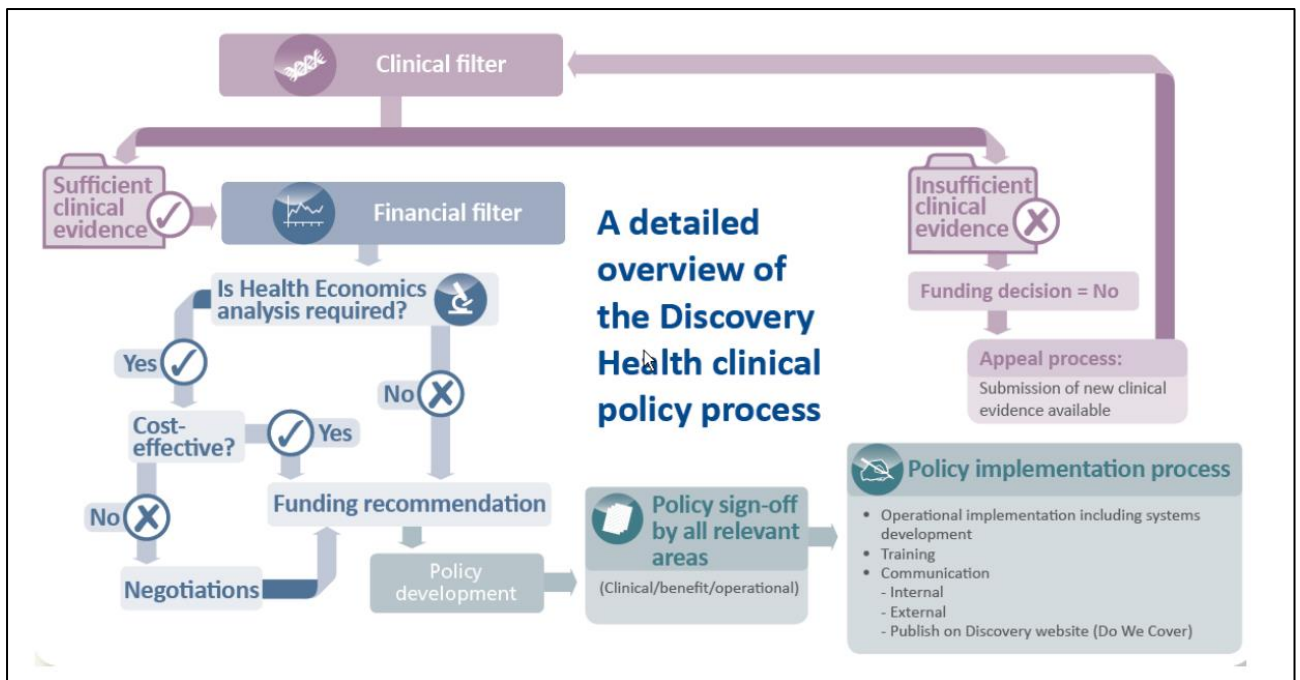 Clinical filter
Sufficient
clinical
evidence
Financial filter
A detailed
overview of
the Discovery
Health clinical
policy process
Insufficient
clinical
evidence
Is Health Economics
analysis required?
Funding decision = No
Yes
No
Appeal process:
Submission of new clinical
evidence available
Cost-
effective?
Yes
No
Funding recommendation
Negotiations
Policy
development
Policy sign-off
by all relevant
areas
(Clinical/benefit/operational)
Policy implementation process
• Operational implementation including systems
development
• Training
• Communication
- Internal
- External
- Publish on Discovery website (Do We Cover)